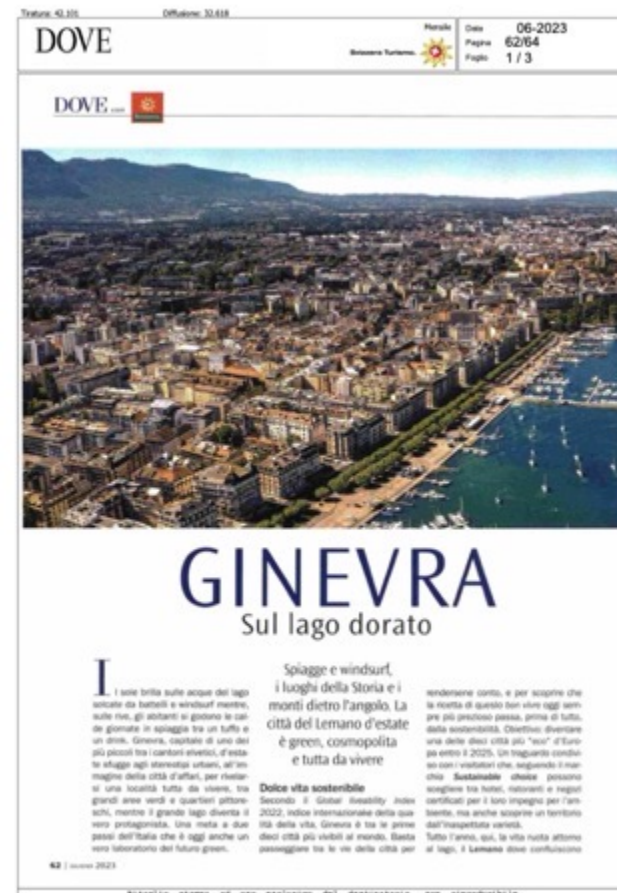 Tiratura: 42.101 Diffusione: 32.618
DOVE
Mensile
Svizzera Turismo.
Data 06-2023
Pagina 62/64
Foglio 1 / 3
DOVE
GINEVRA
Sul lago dorato
Il sole brilla sulle acque del lago
solcate da battelli e windsurf mentre,
sulle rive, gli abitanti si godono le cal-
de giornate in spiaggia tra un tuffo e
un drink. Ginevra, capitale di uno dei
più piccoli tra i cantoni elvetici, d'esta-
te sfugge agli stereotipi urbani, all'im-
magine della città d'affari, per rivelar-
si una località tutta da vivere, tra
grandi aree verdi e quartieri pittore-
schi, mentre il grande lago diventa il
vero protagonista. Una meta a due
passi dell'Italia che è oggi anche un
vero laboratorio del futuro green.
Spiagge e windsurf,
i luoghi della Storia e i
monti dietro l'angolo. La
città del Lemano d'estate
è green, cosmopolita
e tutta da vivere
Dolce vita sostenibile
Secondo il Global liveability index
2022, indice internazionale della qua-
lità della vita, Ginevra è tra le prime
dieci città più vivibili al mondo. Basta
passeggiare tra le vie della città per
rendersene conto, e per scoprire che
la ricetta di questo ben vivere oggi sem-
pre più prezioso passa, prima di tutto,
dalla sostenibilità. Obiettivo: diventare
una delle dieci città più "eco" d'Euro-
pa entro il 2025. Un traguardo condivi-
so con i visitatori che, seguendo il mar-
chio Sustainable choice possono
scegliere tra hotel, ristoranti e negozi
certificati per il loro impegno per l'am-
biente, ma anche scoprire un territorio
dall'inaspettata varietà.
Tutto l'anno, qui, la vita ruota attorno
al lago, il Lemano dove confluiscono
62 | GIUGNO 2023